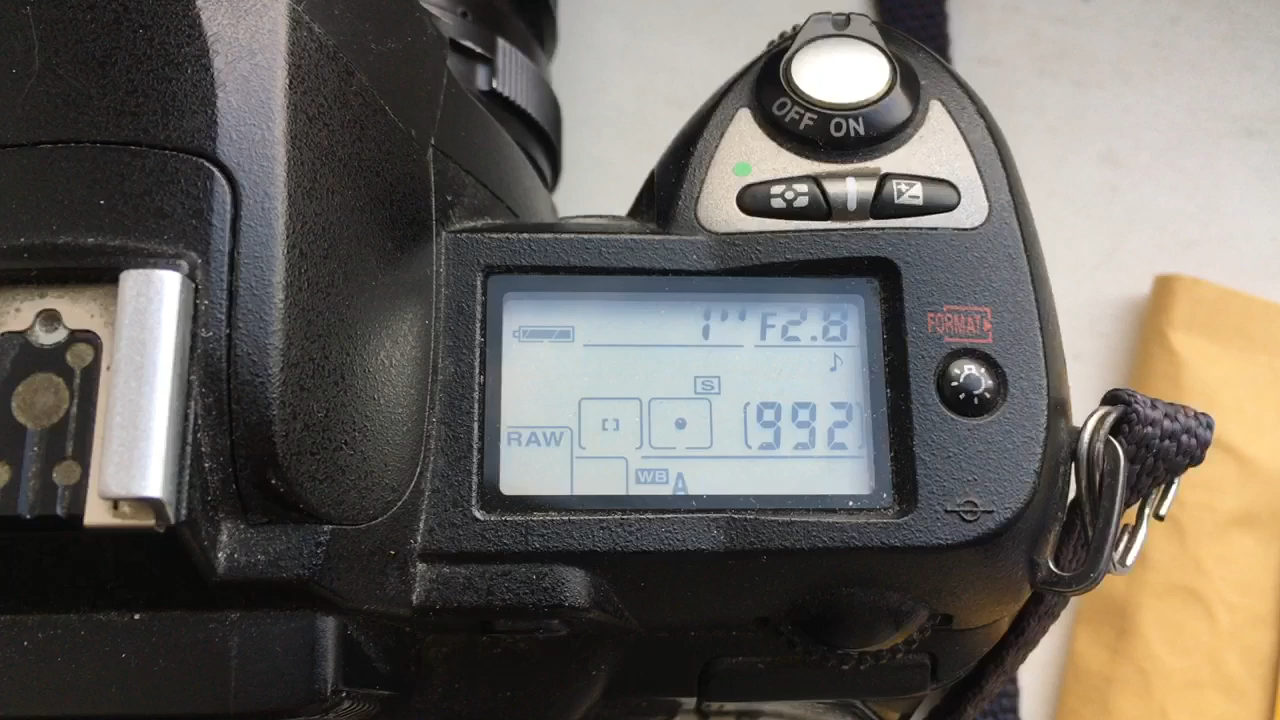 OFF ON
FORMAT
1'' F2.8
S
[992]
RAW
WB A